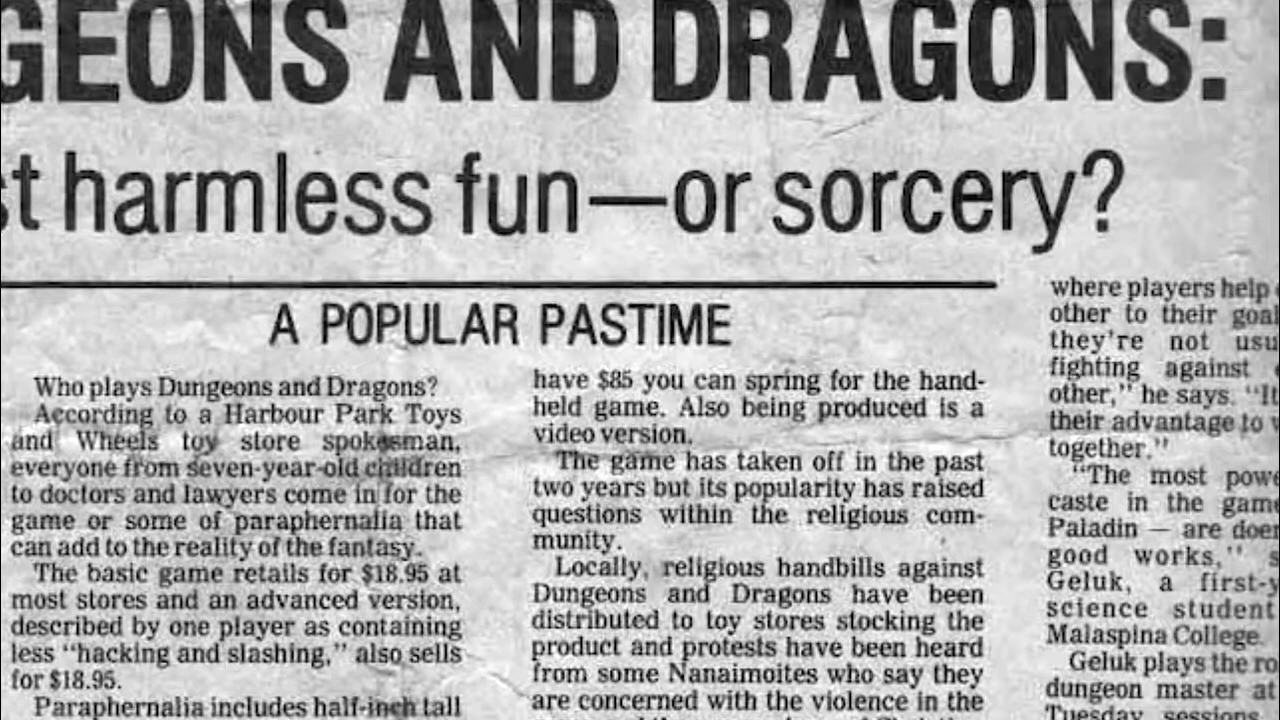 GEONS AND DRAGONS:
st harmless fun—or sorcery?
A POPULAR PASTIME
Who plays Dungeons and Dragons?
According to a Harbour Park Toys
and Wheels toy store spokesman,
everyone from seven-year-old children
to doctors and lawyers come in for the
game or some of paraphernalia that
can add to the reality of the fantasy.
The basic game retails for $18.95 at
most stores and an advanced version,
described by one player as containing
less "hacking and slashing," also sells
for $18.95.
Paraphernalia includes half-inch tall
have $85 you can spring for the hand-
held game. Also being produced is a
video version.
The game has taken off in the past
two years but its popularity has raised
questions within the religious com-
munity.
Locally, religious handbills against
Dungeons and Dragons have been
distributed to toy stores stocking the
product and protests have been heard
from some Nanaimoites who say they
are concerned with the violence in the
where players help
other to their goal
they're not usu
fighting against
other," he says. "It
their advantage to
together."
"The most powe
caste in the game
Paladin — are doer
good works," s
Geluk, a first-y
science student
Malaspina College.
Geluk plays the ro
dungeon master at
Tuesday sessions.